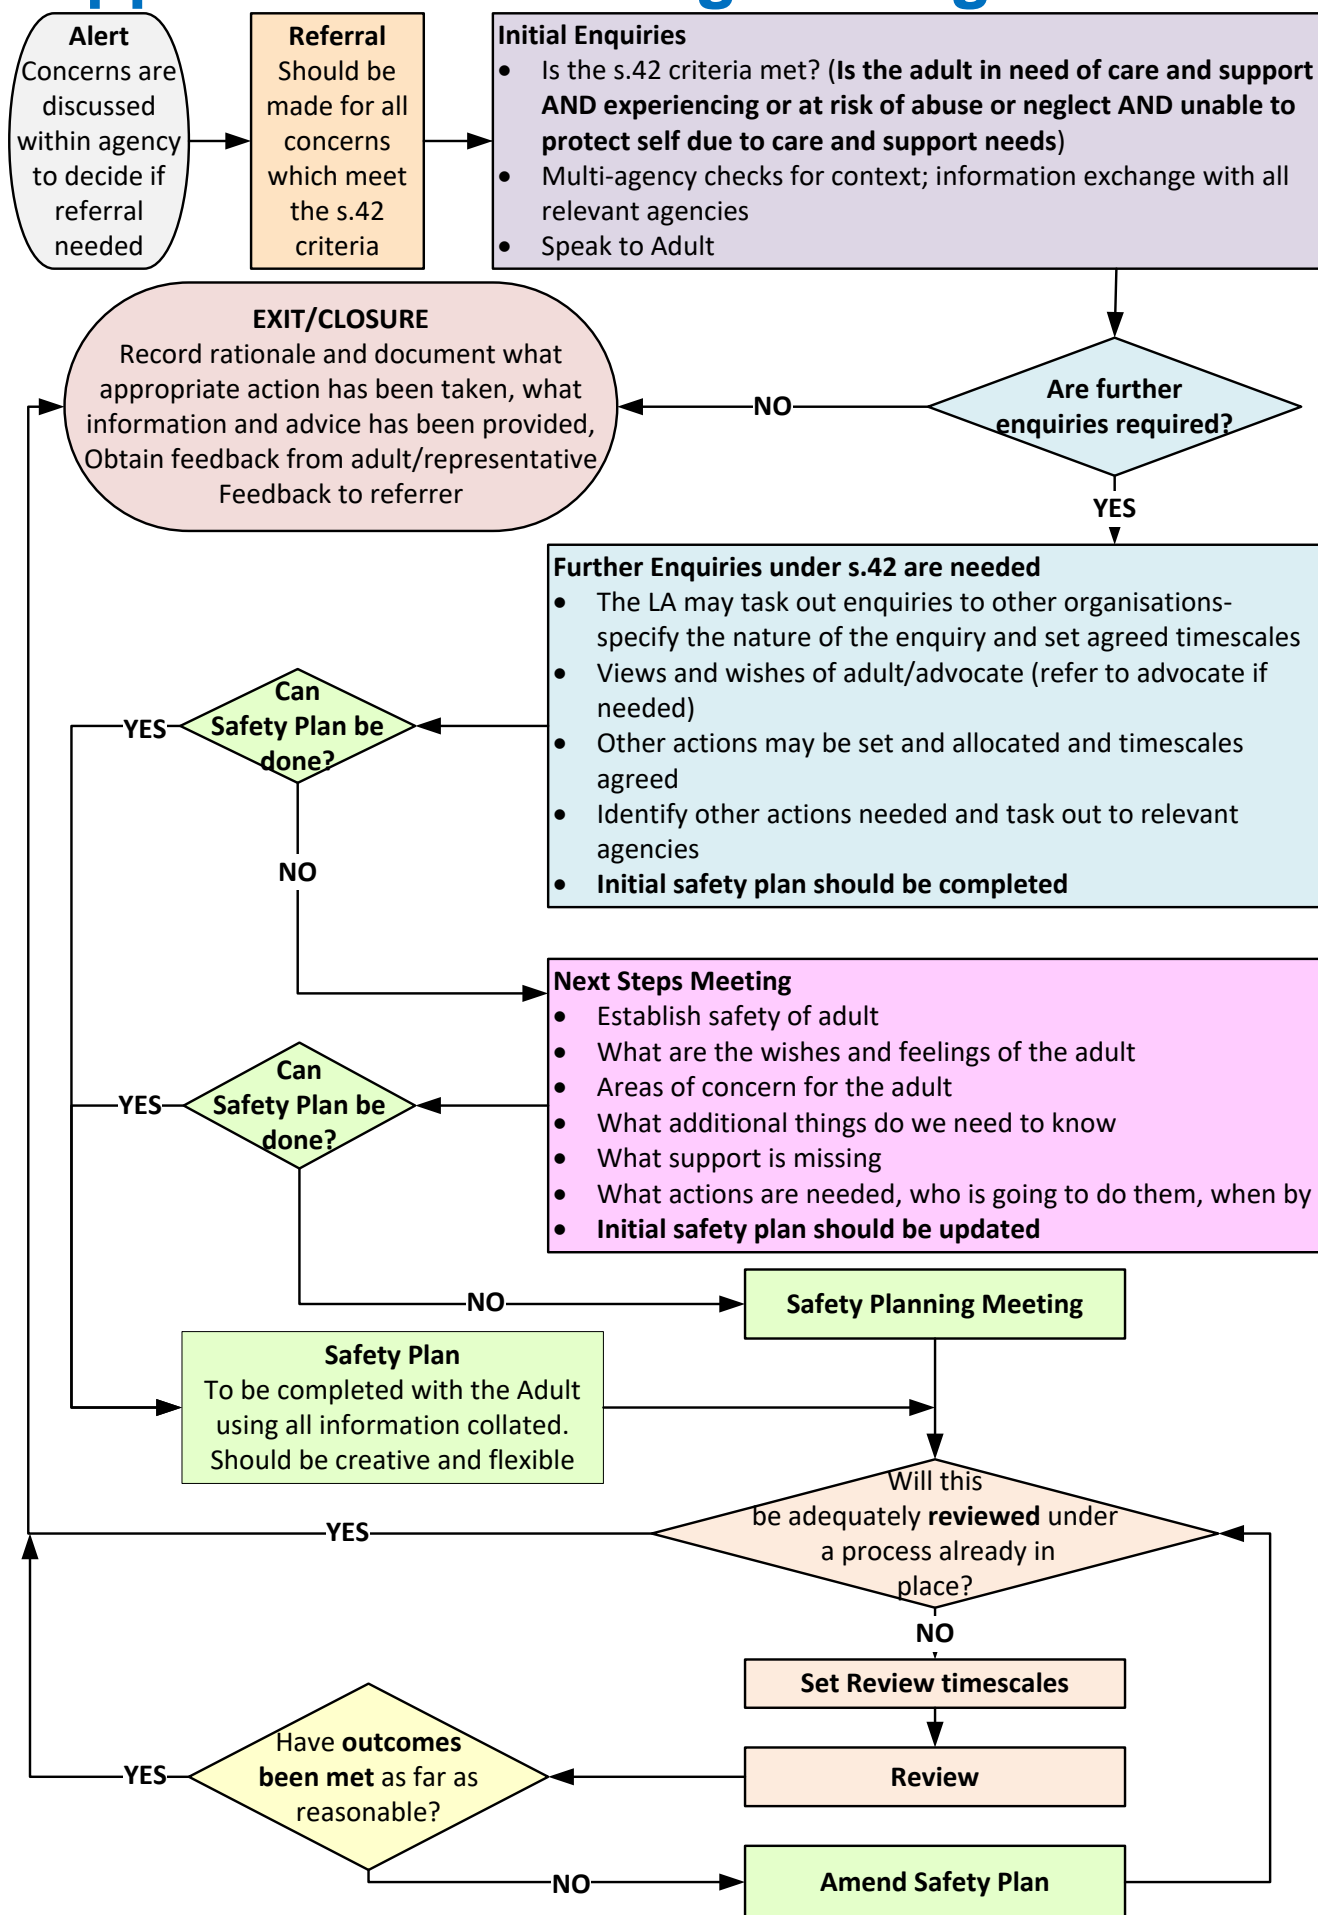 Alert
Concerns are
discussed
within agency
to decide if
referral
needed
Referral
Should be
made for all
concerns
which meet
the s.42
criteria
Initial Enquiries
• Is the s.42 criteria met? (Is the adult in need of care and support
AND experiencing or at risk of abuse or neglect AND unable to
protect self due to care and support needs)
• Multi-agency checks for context; information exchange with all
relevant agencies
• Speak to Adult
EXIT/CLOSURE
Record rationale and document what
appropriate action has been taken, what
information and advice has been provided,
Obtain feedback from adult/representative
Feedback to referrer
NO
Are further
enquiries required?
YES
Further Enquiries under s.42 are needed
• The LA may task out enquiries to other organisations-
specify the nature of the enquiry and set agreed timescales
• Views and wishes of adult/advocate (refer to advocate if
needed)
• Other actions may be set and allocated and timescales
agreed
• Identify other actions needed and task out to relevant
agencies
• Initial safety plan should be completed
Can
Safety Plan be
done?
YES
NO
Next Steps Meeting
• Establish safety of adult
• What are the wishes and feelings of the adult
• Areas of concern for the adult
• What additional things do we need to know
• What support is missing
• What actions are needed, who is going to do them, when by
• Initial safety plan should be updated
Can
Safety Plan be
done?
YES
NO
Safety Planning Meeting
Safety Plan
To be completed with the Adult
using all information collated.
Should be creative and flexible
Will this
be adequately reviewed under
a process already in
place?
YES
NO
Set Review timescales
Review
Have outcomes
been met as far as
reasonable?
YES
NO
Amend Safety Plan